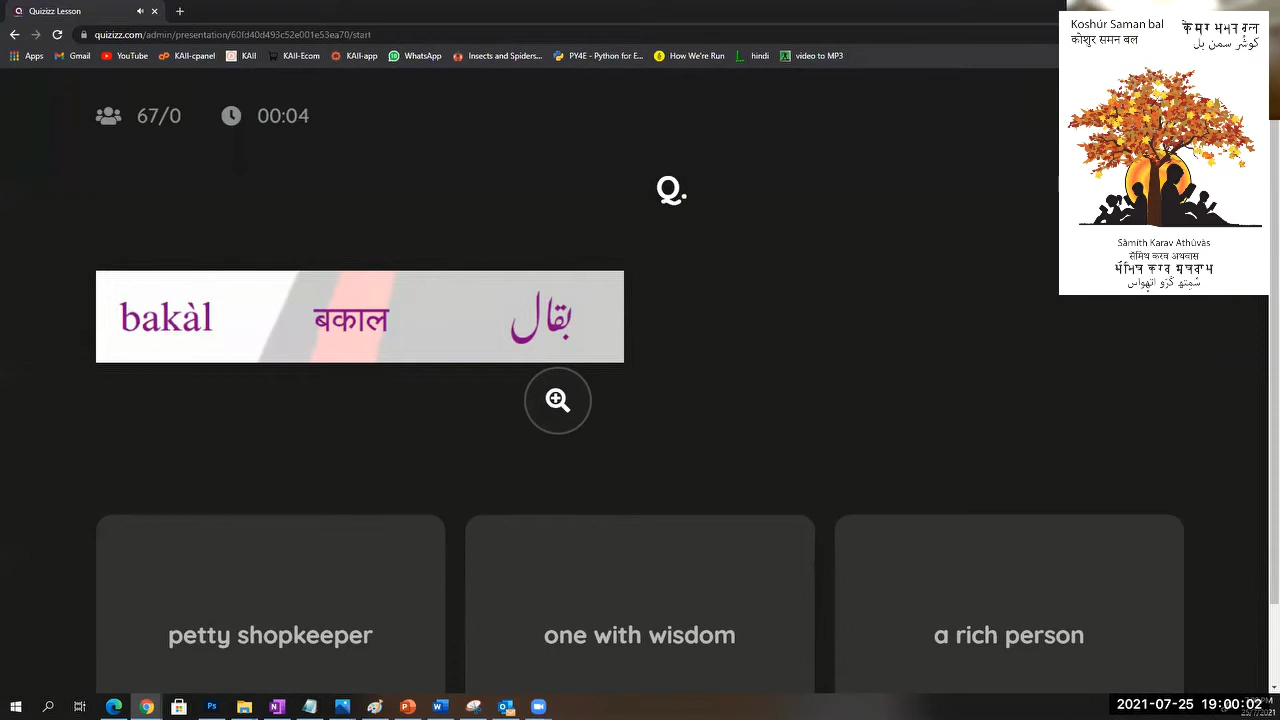 Quizizz Lesson
quizizz.com/admin/presentation/60fd40d493c52e001e53ea70/start
Apps Gmail YouTube KAII-cpanel KAII KAII-Ecom KAII-app WhatsApp Insects and Spiders... PY4E - Python for E... How We're Run hindi video to MP3
67/0 00:04
Q.
bakàl बकाल بقال
petty shopkeeper
one with wisdom
a rich person
Koshúr Saman bal
कोशुर समन बल
کوشُر سمن بل
Sâmith Karav Athùvàs
सॅमिथ करव अथवास
2021-07-25 19:00:02